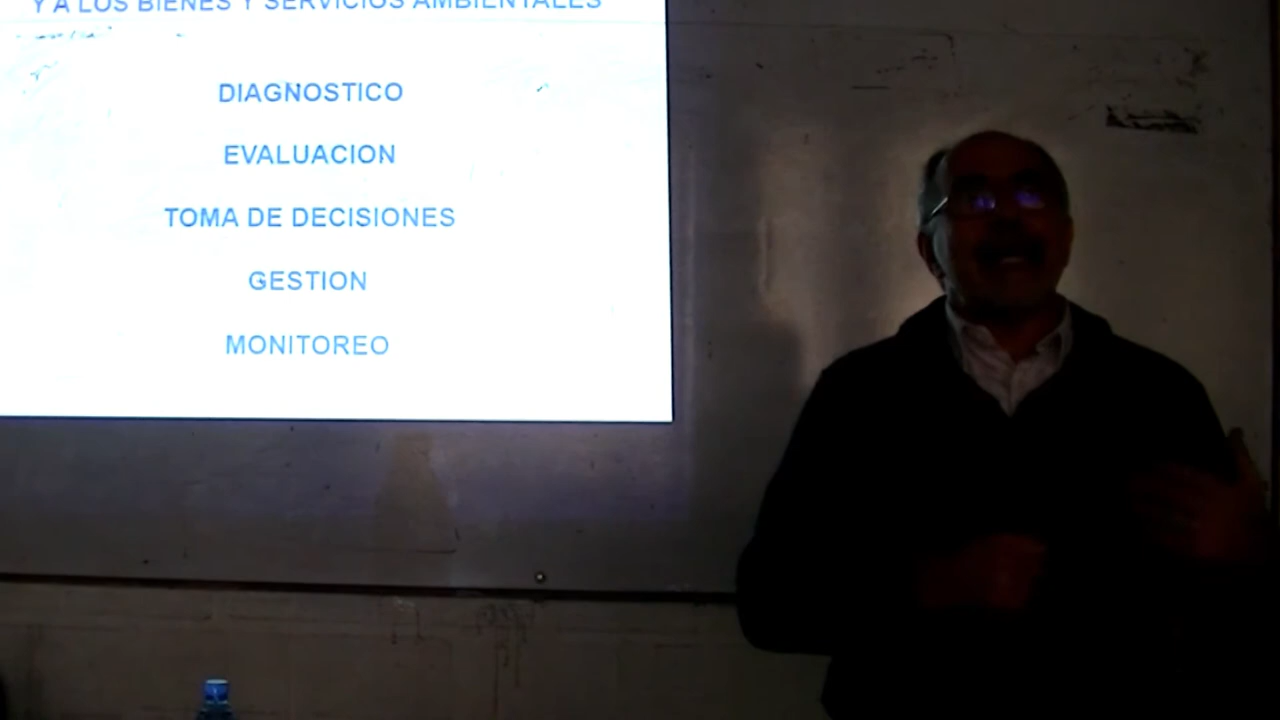 Y A LOS BIENES Y SERVICIOS AMBIENTALES
DIAGNOSTICO
EVALUACION
TOMA DE DECISIONES
GESTION
MONITOREO